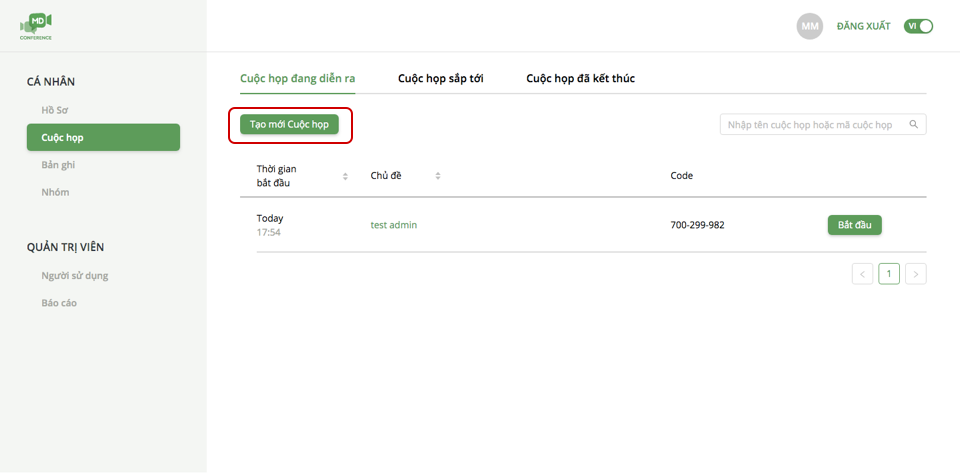 MD
CONFERENCE
MM
ĐĂNG XUẤT
VI
CÁ NHÂN
Hồ Sơ
Cuộc họp
Bản ghi
Nhóm
QUẢN TRỊ VIÊN
Người sử dụng
Báo cáo
Cuộc họp đang diễn ra
Cuộc họp sắp tới
Cuộc họp đã kết thúc
Tạo mới Cuộc họp
Nhập tên cuộc họp hoặc mã cuộc họp
Thời gian
bắt đầu
Chủ đề
Code
Today
17:54
test admin
700-299-982
Bắt đầu
1